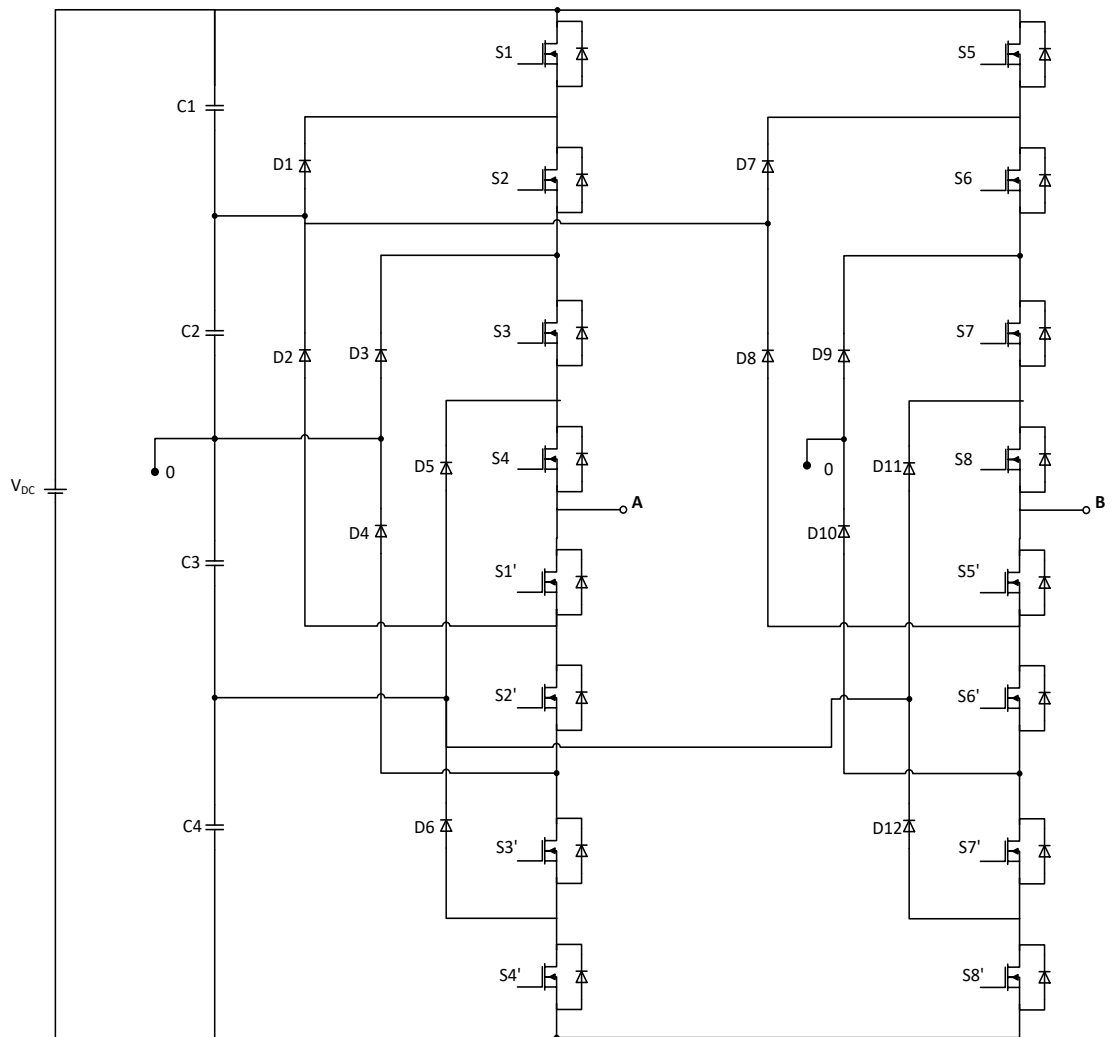 S1
S5
C1
D1
D7
S2
S6
C2
D2
D3
S3
D8
D9
S7
0
D5
S4
0
D11
S8
V_DC
A
B
D4
D10
C3
S1'
S5'
S2'
S6'
C4
D6
D12
S3'
S7'
S4'
S8'